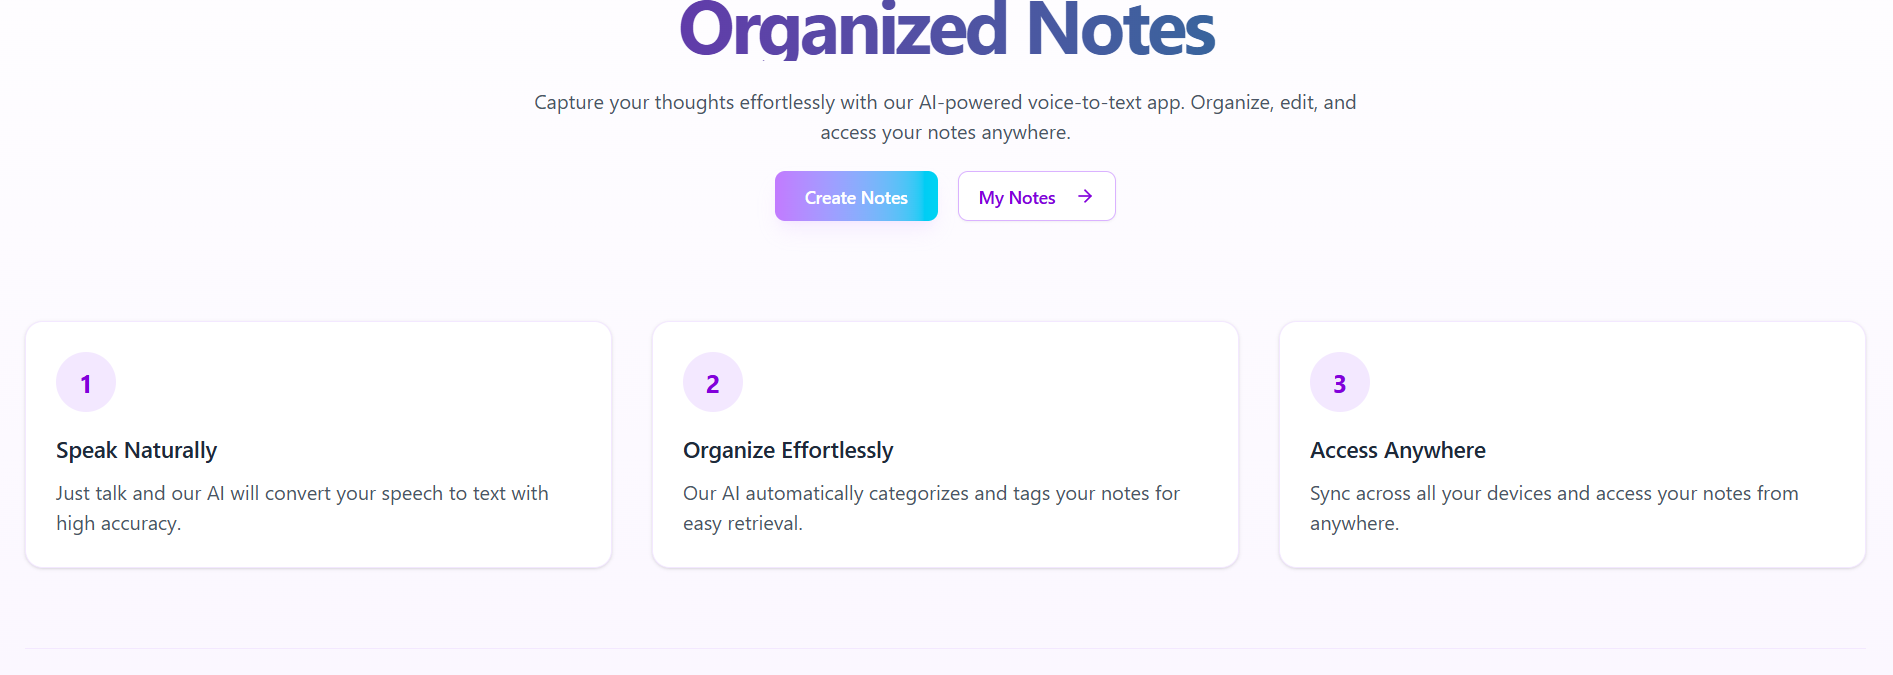 Organized Notes
Capture your thoughts effortlessly with our AI-powered voice-to-text app. Organize, edit, and
access your notes anywhere.
Create Notes
My Notes
1
Speak Naturally
Just talk and our AI will convert your speech to text with
high accuracy.
2
Organize Effortlessly
Our AI automatically categorizes and tags your notes for
easy retrieval.
3
Access Anywhere
Sync across all your devices and access your notes from
anywhere.